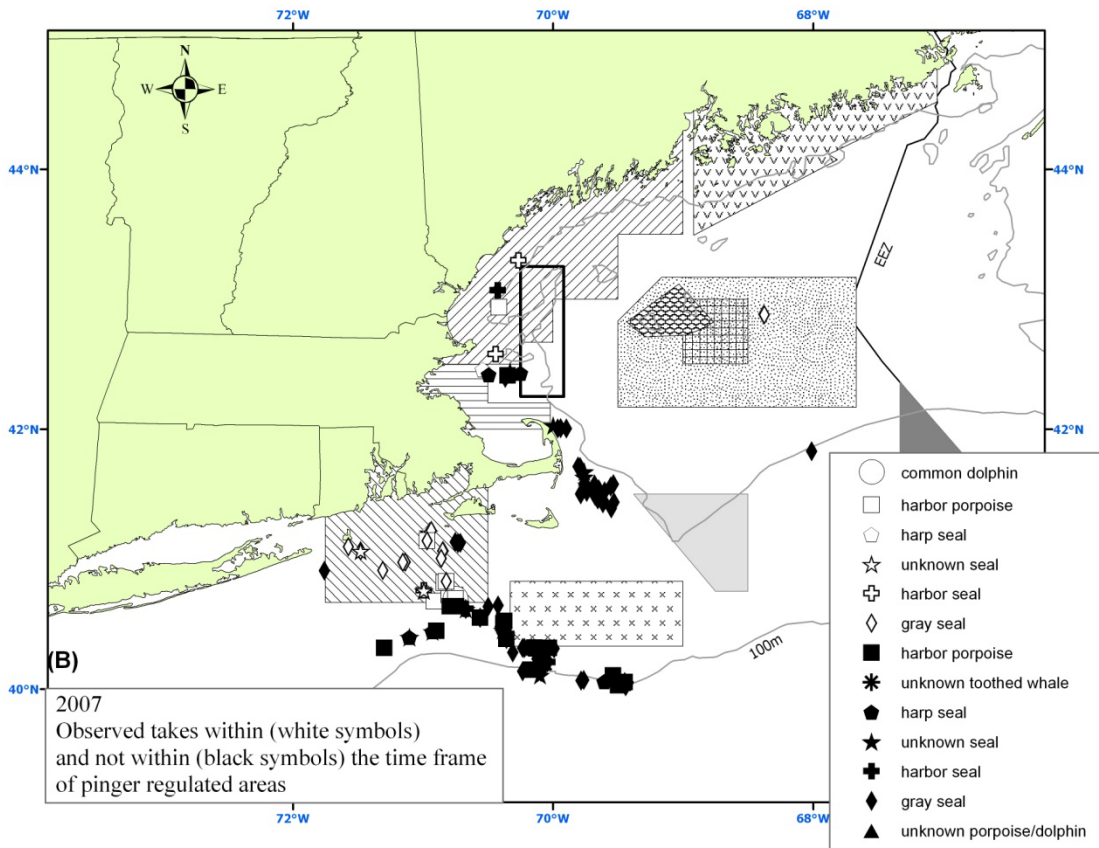 72°W 70°W 68°W
N
W E
S
44°N 44°N
EEZ
42°N 42°N
100m
(B)
40°N
2007
Observed takes within (white symbols)
and not within (black symbols) the time frame
of pinger regulated areas
common dolphin
harbor porpoise
harp seal
unknown seal
harbor seal
gray seal
harbor porpoise
unknown toothed whale
harp seal
unknown seal
harbor seal
gray seal
unknown porpoise/dolphin
72°W 70°W 68°W